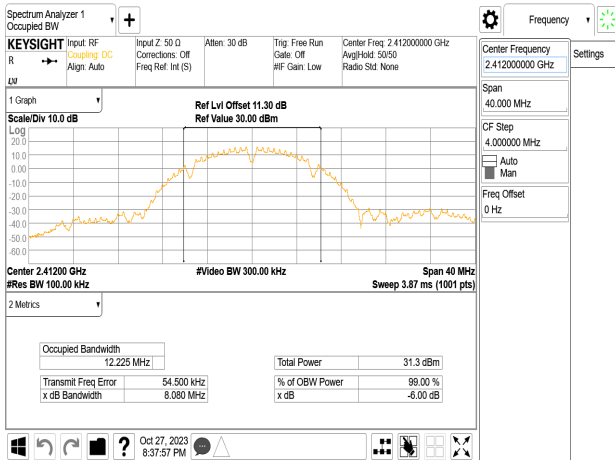 Spectrum Analyzer 1
Occupied BW
Frequency
KEYSIGHT
R
LXI
Input: RF
Coupling: DC
Align: Auto
Input Z: 50 Ω
Corrections: Off
Freq Ref: Int (S)
Atten: 30 dB
Trig: Free Run
Gate: Off
#IF Gain: Low
Center Freq: 2.412000000 GHz
Avg|Hold: 50/50
Radio Std: None
Center Frequency
2.412000000 GHz
Settings
Span
40.000 MHz
CF Step
4.000000 MHz
Auto
Man
Freq Offset
0 Hz
1 Graph
Scale/Div 10.0 dB
Ref Lvl Offset 11.30 dB
Ref Value 30.00 dBm
Log
20.0
10.0
0.00
-10.00
-20.0
-30.0
-40.0
-50.0
-60.0
Center 2.41200 GHz
#Video BW 300.00 kHz
Span 40 MHz
#Res BW 100.00 kHz
Sweep 3.87 ms (1001 pts)
2 Metrics
Occupied Bandwidth
12.225 MHz
Total Power 31.3 dBm
Transmit Freq Error 54.500 kHz
% of OBW Power 99.00 %
x dB Bandwidth 8.080 MHz
x dB -6.00 dB
?
Oct 27, 2023
8:37:57 PM